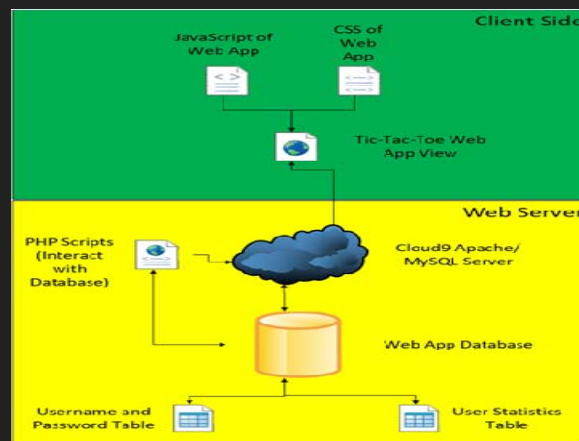 Client Side
JavaScript of
Web App
CSS of
Web
App
Tic-Tac-Toe Web
App View
Web Server
PHP Scripts
(Interact
with
Database)
Cloud9 Apache/
MySQL Server
Web App Database
Username and
Password Table
User Statistics
Table